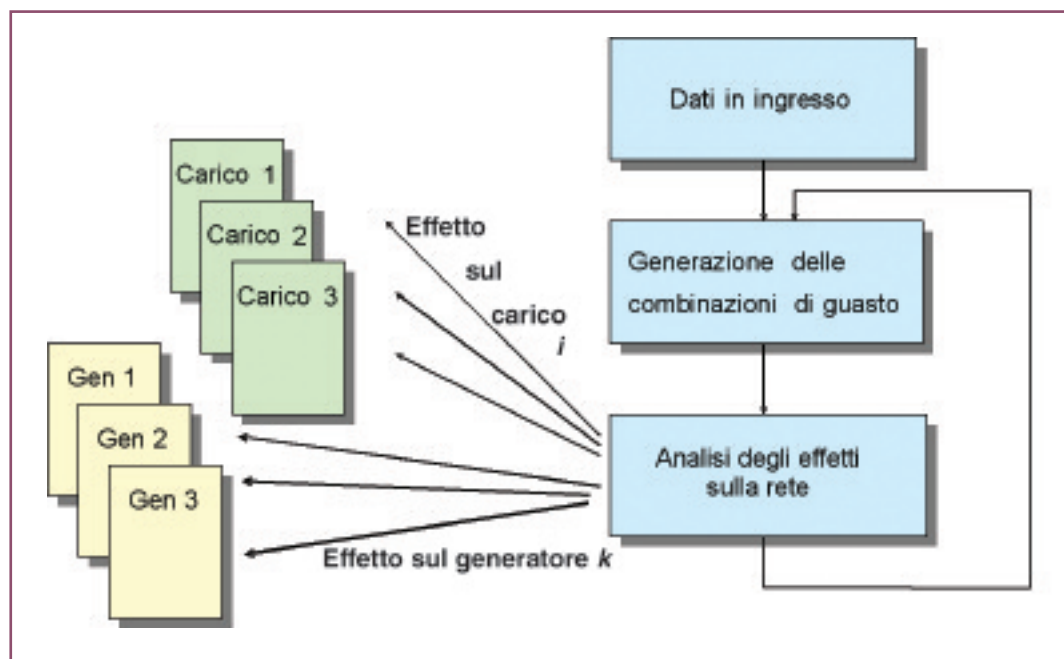 Dati in ingresso
Generazione delle
combinazioni di guasto
Analisi degli effetti
sulla rete
Carico 1
Carico 2
Carico 3
Effetto
sul
carico
i
Gen 1
Gen 2
Gen 3
Effetto sul generatore k